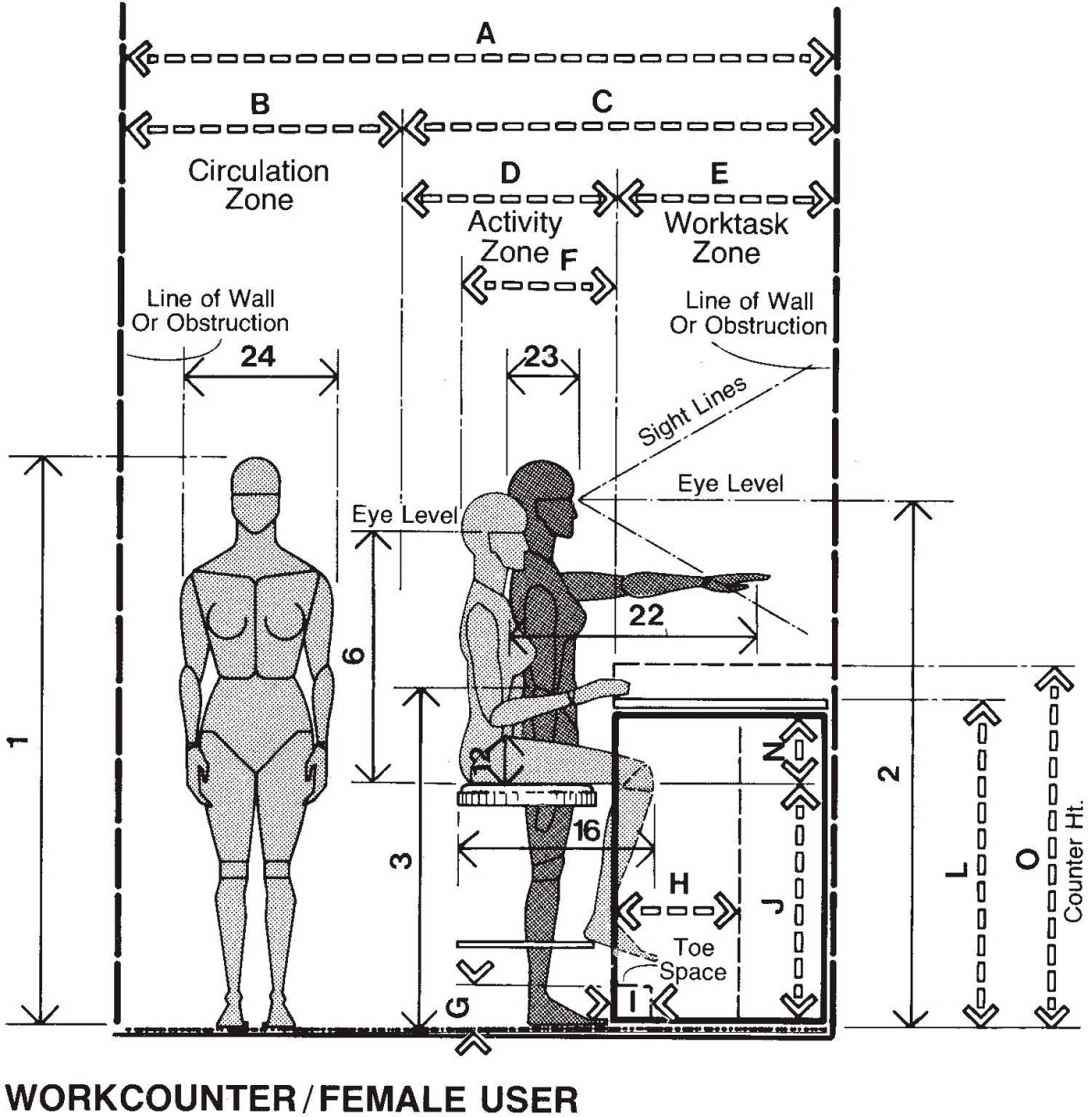 A
B
C
Circulation
Zone
D
E
Activity
Zone
Worktask
Zone
F
Line of Wall
Or Obstruction
Line of Wall
Or Obstruction
24
23
Sight Lines
Eye Level
Eye Level
22
6
1
12
N
2
16
3
H
J
L
O
Counter Ht.
Toe
Space
G
I
WORKCOUNTER/FEMALE USER